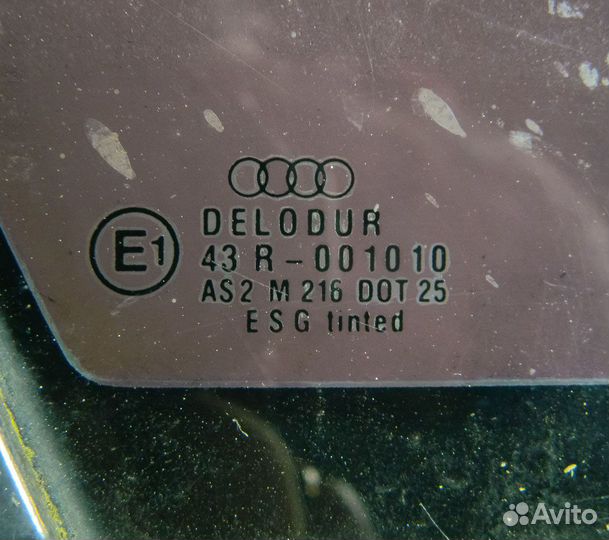 DELODUR
E1
43 R-001010
AS2 M 216 DOT 25
ESG tinted
Avito